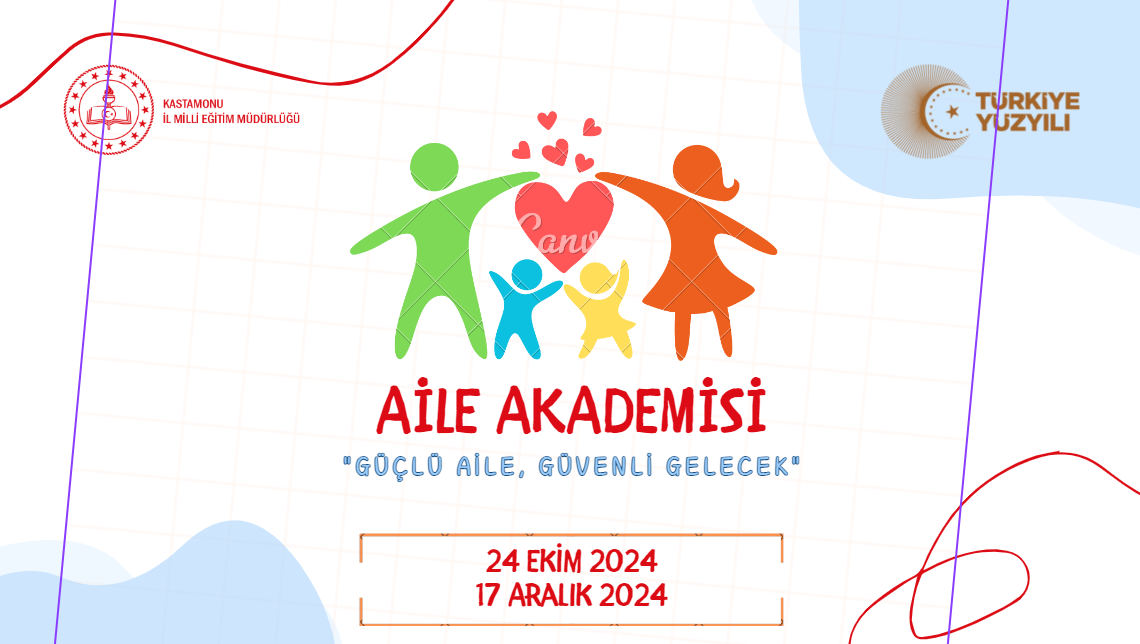 KASTAMONU
İL MİLLİ EĞİTİM MÜDÜRLÜĞÜ
TÜRKİYE
YÜZYILI
Canv
AİLE AKADEMİSİ
"GÜÇLÜ AİLE, GÜVENLİ GELECEK"
24 EKİM 2024
17 ARALIK 2024